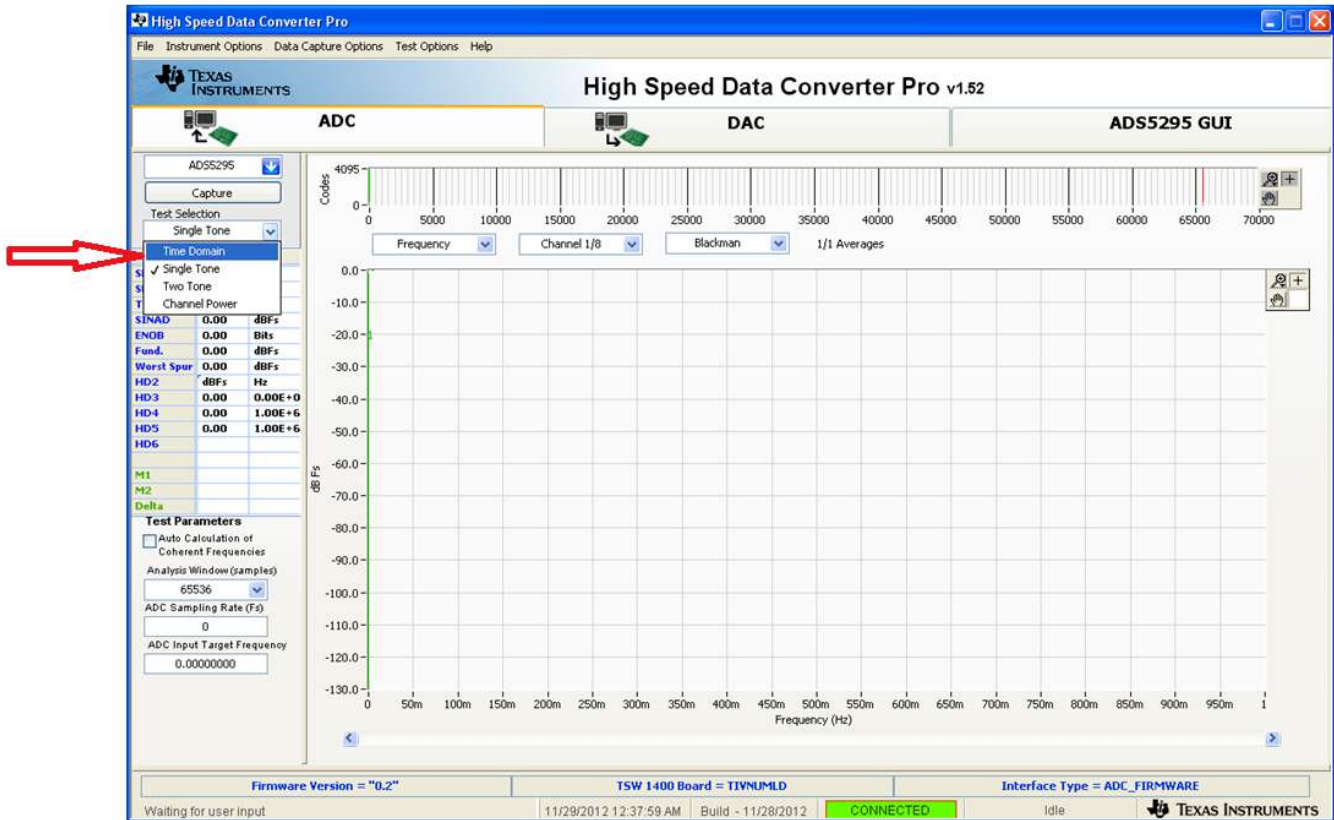 High Speed Data Converter Pro
File Instrument Options Data Capture Options Test Options Help
TEXAS INSTRUMENTS
High Speed Data Converter Pro v1.52
ADC
DAC
ADS5295 GUI
ADS5295
Capture
Test Selection
Single Tone
Time Domain
✓ Single Tone
Two Tone
Channel Power
SINAD 0.00 dBFs
ENOB 0.00 Bits
Fund. 0.00 dBFs
Worst Spur 0.00 dBFs
HD2 dBFs Hz
HD3 0.00 0.00E+0
HD4 0.00 1.00E+6
HD5 0.00 1.00E+6
HD6
M1
M2
Delta
Test Parameters
Auto Calculation of
Coherent Frequencies
Analysis Window (samples)
65536
ADC Sampling Rate (Fs)
0
ADC Input Target Frequency
0.00000000
Codes
4095
0
0 5000 10000 15000 20000 25000 30000 35000 40000 45000 50000 55000 60000 65000 70000
Frequency Channel 1/8 Blackman 1/1 Averages
dB Fs
0.0
-10.0
-20.0
-30.0
-40.0
-50.0
-60.0
-70.0
-80.0
-90.0
-100.0
-110.0
-120.0
-130.0
1
0 50m 100m 150m 200m 250m 300m 350m 400m 450m 500m 550m 600m 650m 700m 750m 800m 850m 900m 950m 1
Frequency (Hz)
Firmware Version = "0.2" TSW 1400 Board = TIVNUMLD Interface Type = ADC_FIRMWARE
Waiting for user input 11/29/2012 12:37:59 AM Build - 11/28/2012 CONNECTED Idle TEXAS INSTRUMENTS